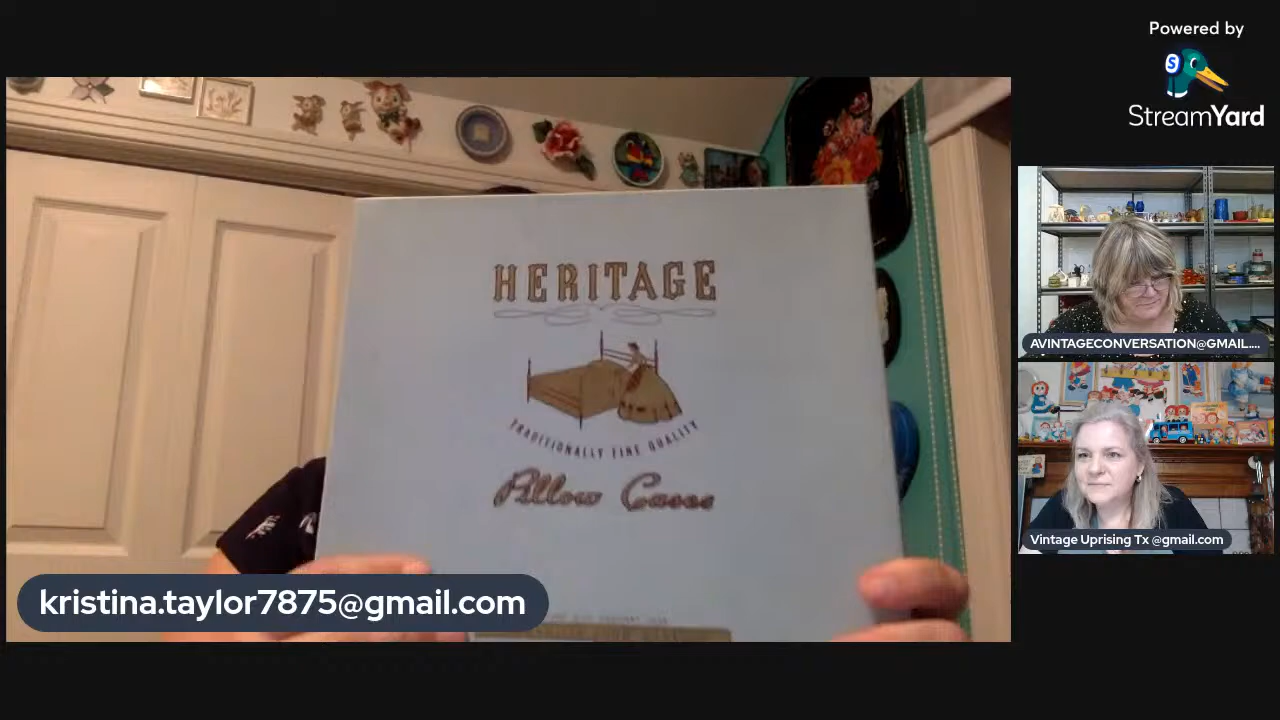 Powered by
StreamYard
HERITAGE
TRADITIONALLY FINE QUALITY
Pillow Cases
kristina.taylor7875@gmail.com
AVINTAGECONVERSATION@GMAIL....
Vintage Uprising Tx @gmail.com